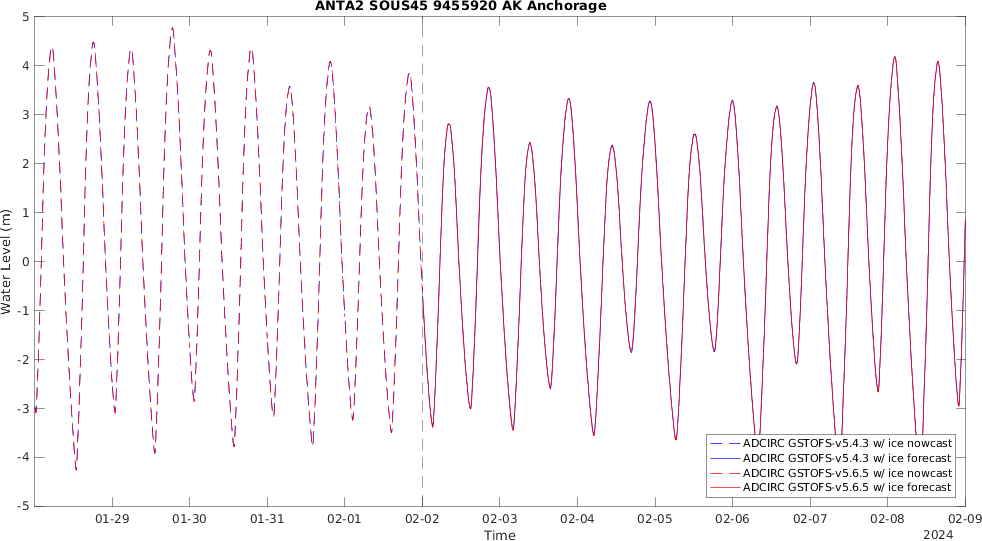 ANTA2 SOUS45 9455920 AK Anchorage
5
4
3
2
1
0
-1
-2
-3
-4
-5
Water Level (m)
ADCIRC GSTOFS-v5.4.3 w/ ice nowcast
ADCIRC GSTOFS-v5.4.3 w/ ice forecast
ADCIRC GSTOFS-v5.6.5 w/ ice nowcast
ADCIRC GSTOFS-v5.6.5 w/ ice forecast
01-29 01-30 01-31 02-01 02-02 02-03 02-04 02-05 02-06 02-07 02-08 02-09
Time
2024